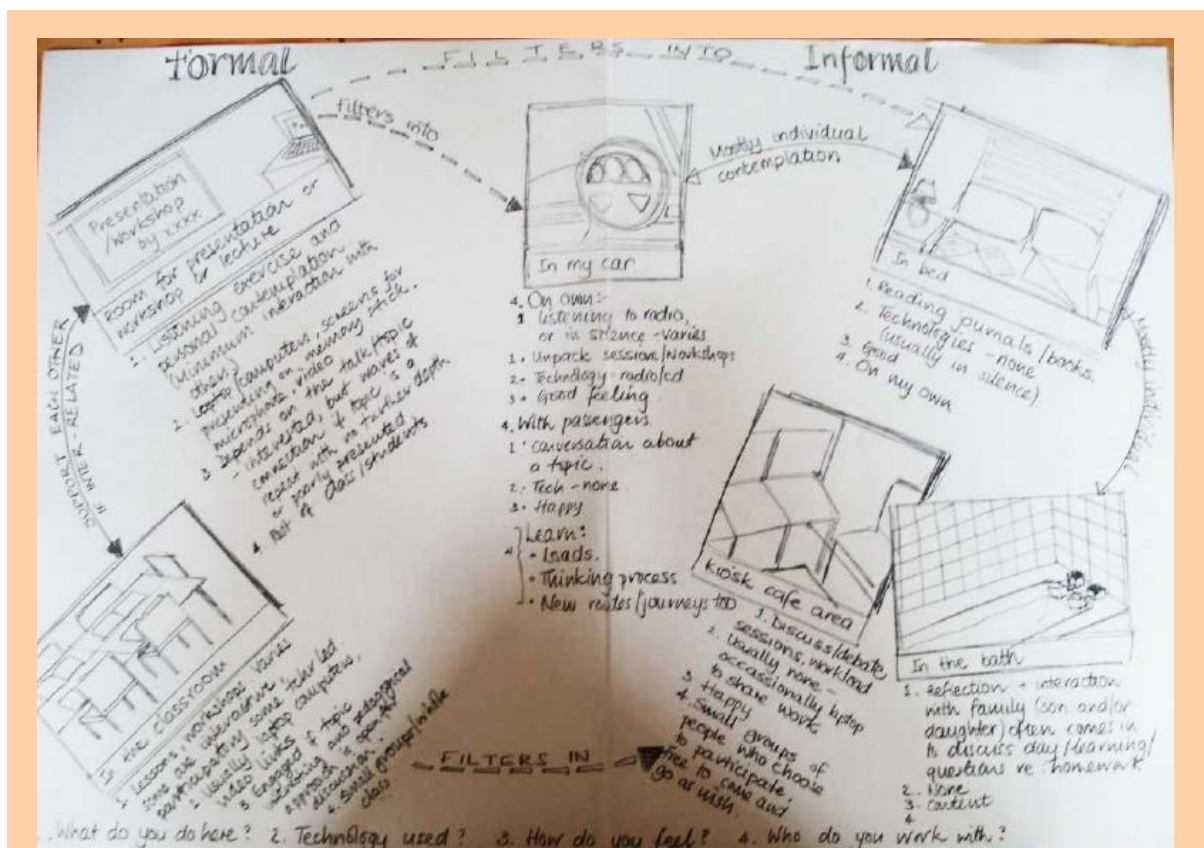 Formal
FILTERS INTO
Informal
Filters into
Mostly individual
contemplation
Presentation
/workshop
by xxx
Room for presentation or
workshop or lecture
1. Listening exercise and
personal contemplation
(Minimum interaction with
others)
2. Laptop/computers, screens for
presenters on memory stick,
microphone, video
3 Depends on the talk/topic
- interested, but waves of
connection if topic is a
repeat with no further depth
or poorly presented
4. Part of class/students
SUPPORT EACH OTHER
IF INTER-RELATED
In the classroom
1. Lessons, workshops varies
some are interactive,
participatory some tchr led
2 Usually laptop computers,
video links
3 Engaged if topic
interesting and pedagogical
approach is open for
discussion.
4. Small groups/whole
class
In my car
4. On own:-
1 listening to radio,
or in silence - varies
1. Unpack session/Workshops
2. Technology - radio/cd
3. Good feeling
4. With passengers
1. conversation about
a topic.
2. Tech - none
3. Happy
4 Learn:
• Loads.
• Thinking process
• New routes/journeys too
In bed
1. Reading journals/books.
2. Technologies - none
(usually in silence)
3. Good
4. On my own
Mostly individual
Kiosk cafe area
1. Discuss/debate
sessions, workload
2. Usually none -
occassionally laptop
to share work
3 Happy
4. Small groups of
people who choose
to participate,
free to come and
go as wish.
In the bath
1. Reflection + interaction
with family (son and/or
daughter) often comes in
to discuss day/learning/
questions re: homework
2. None
3. Content
4
FILTERS IN
1. What do you do here? 2. Technology used? 3. How do you feel? 4. Who do you work with?